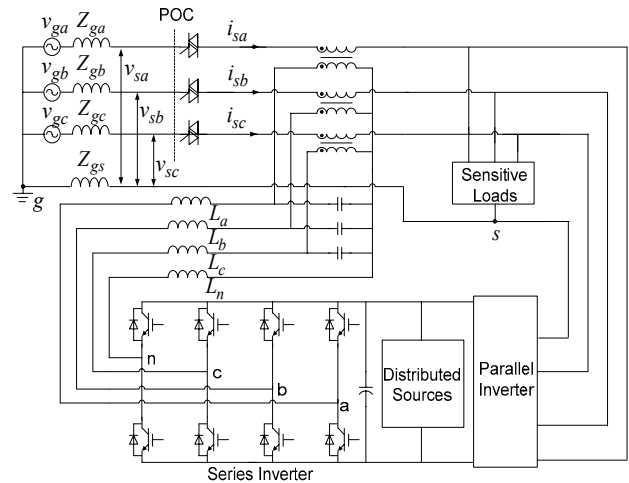 POC
v_ga Z_ga i_sa
v_sa
v_gb Z_gb i_sb
v_sb
v_gc Z_gc i_sc
v_sc
Z_gs
g
Sensitive
Loads
s
L_a
L_b
L_c
L_n
n
c
b
a
Distributed
Sources
Parallel
Inverter
Series Inverter